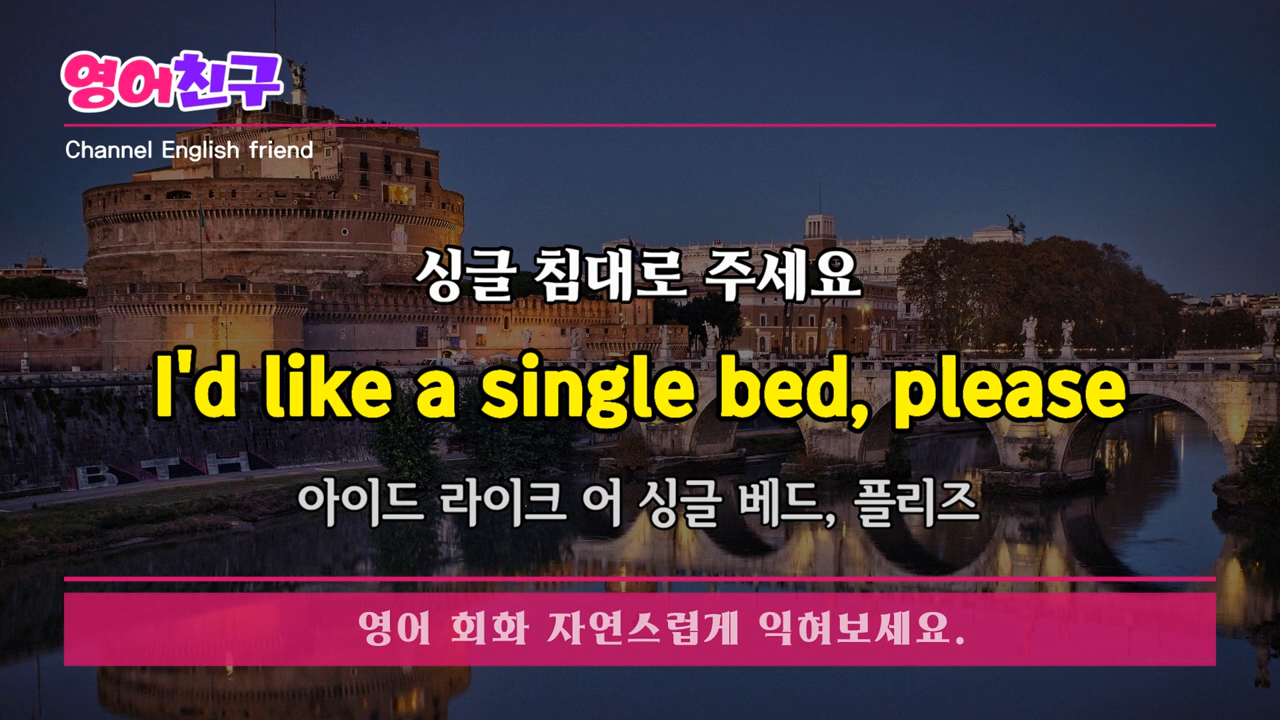 영어친구
Channel English friend
싱글 침대로 주세요
I'd like a single bed, please
아이드 라이크 어 싱글 베드, 플리즈
BTH
영어 회화 자연스럽게 익혀보세요.